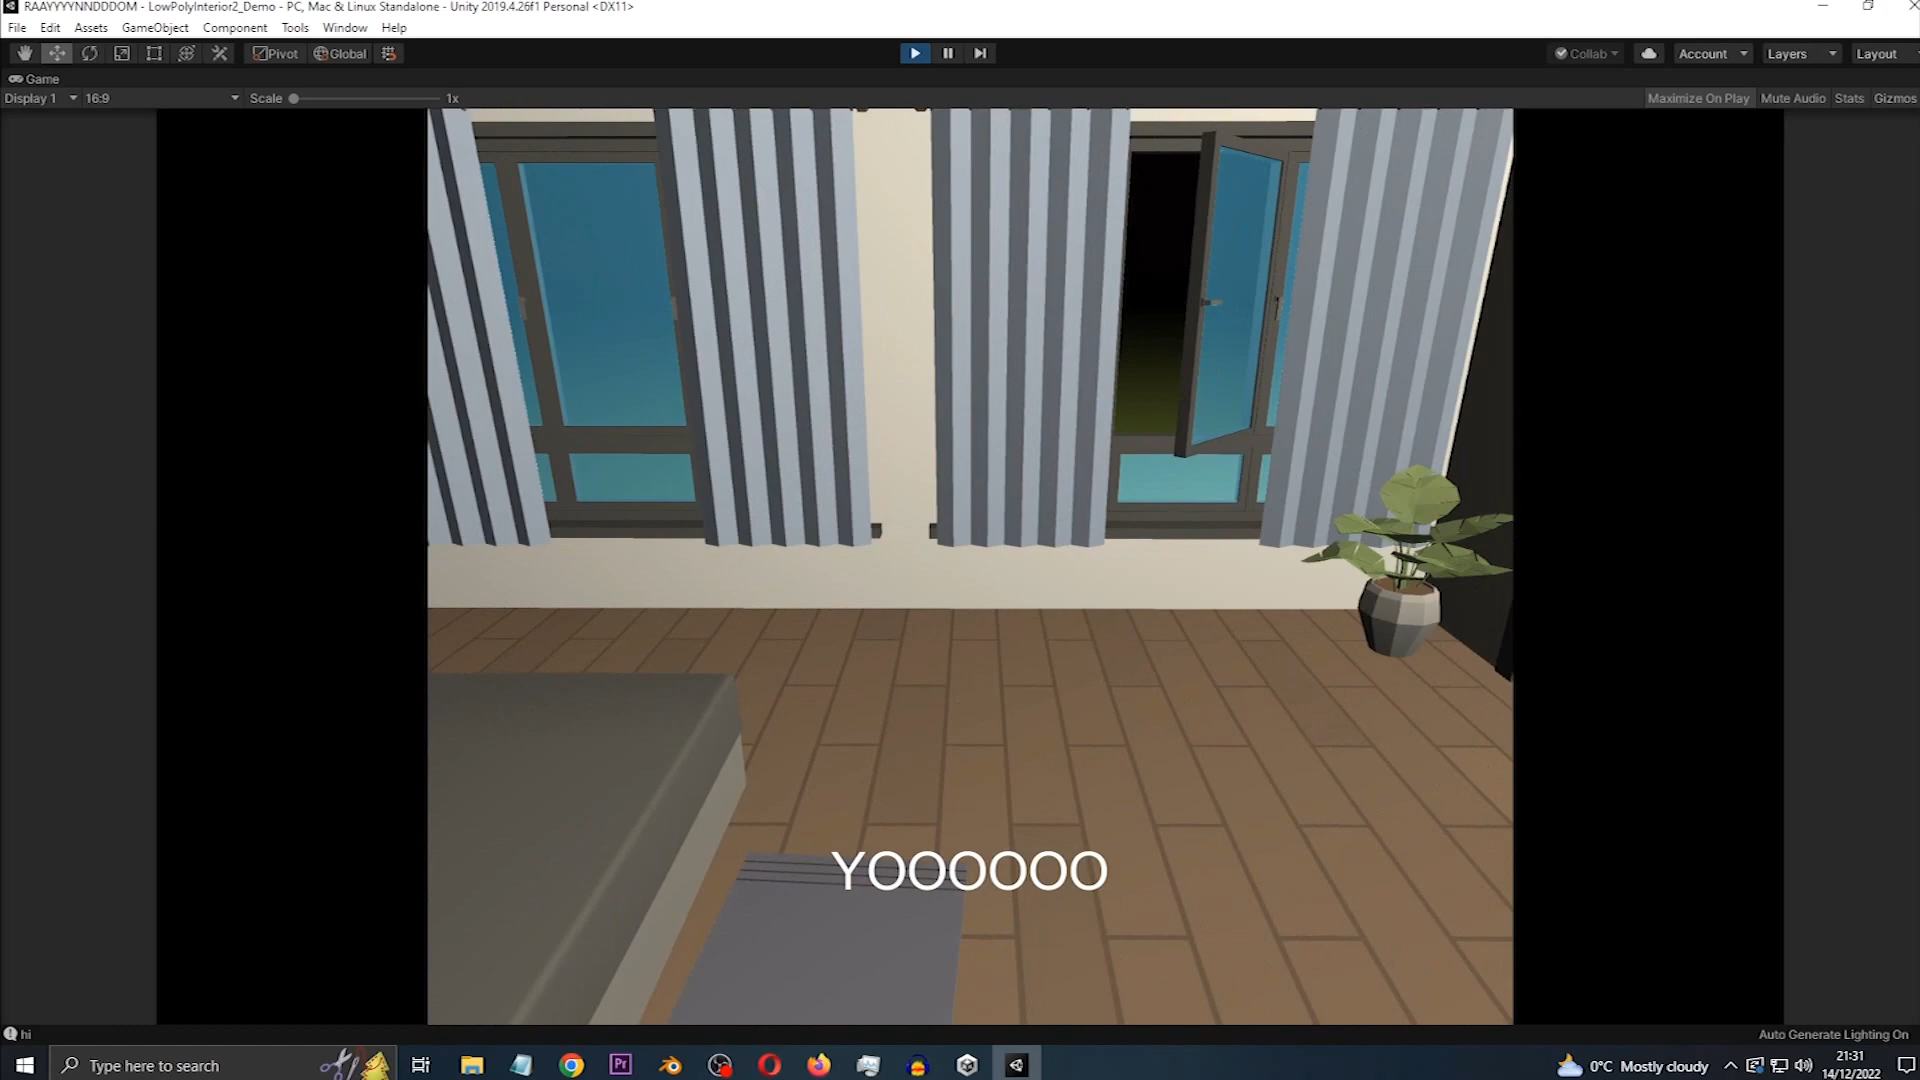 RAAYYYYNNDDDOM - LowPolyInterior2_Demo - PC, Mac & Linux Standalone - Unity 2019.4.26f1 Personal <DX11>
File Edit Assets GameObject Component Tools Window Help
Pivot Global Collab Account Layers Layout
Game
Display 1 16:9 Scale 1x Maximize On Play Mute Audio Stats Gizmos
YOOOOOO
hi Auto Generate Lighting On
Type here to search Pr 0°C Mostly cloudy 21:31
14/12/2022